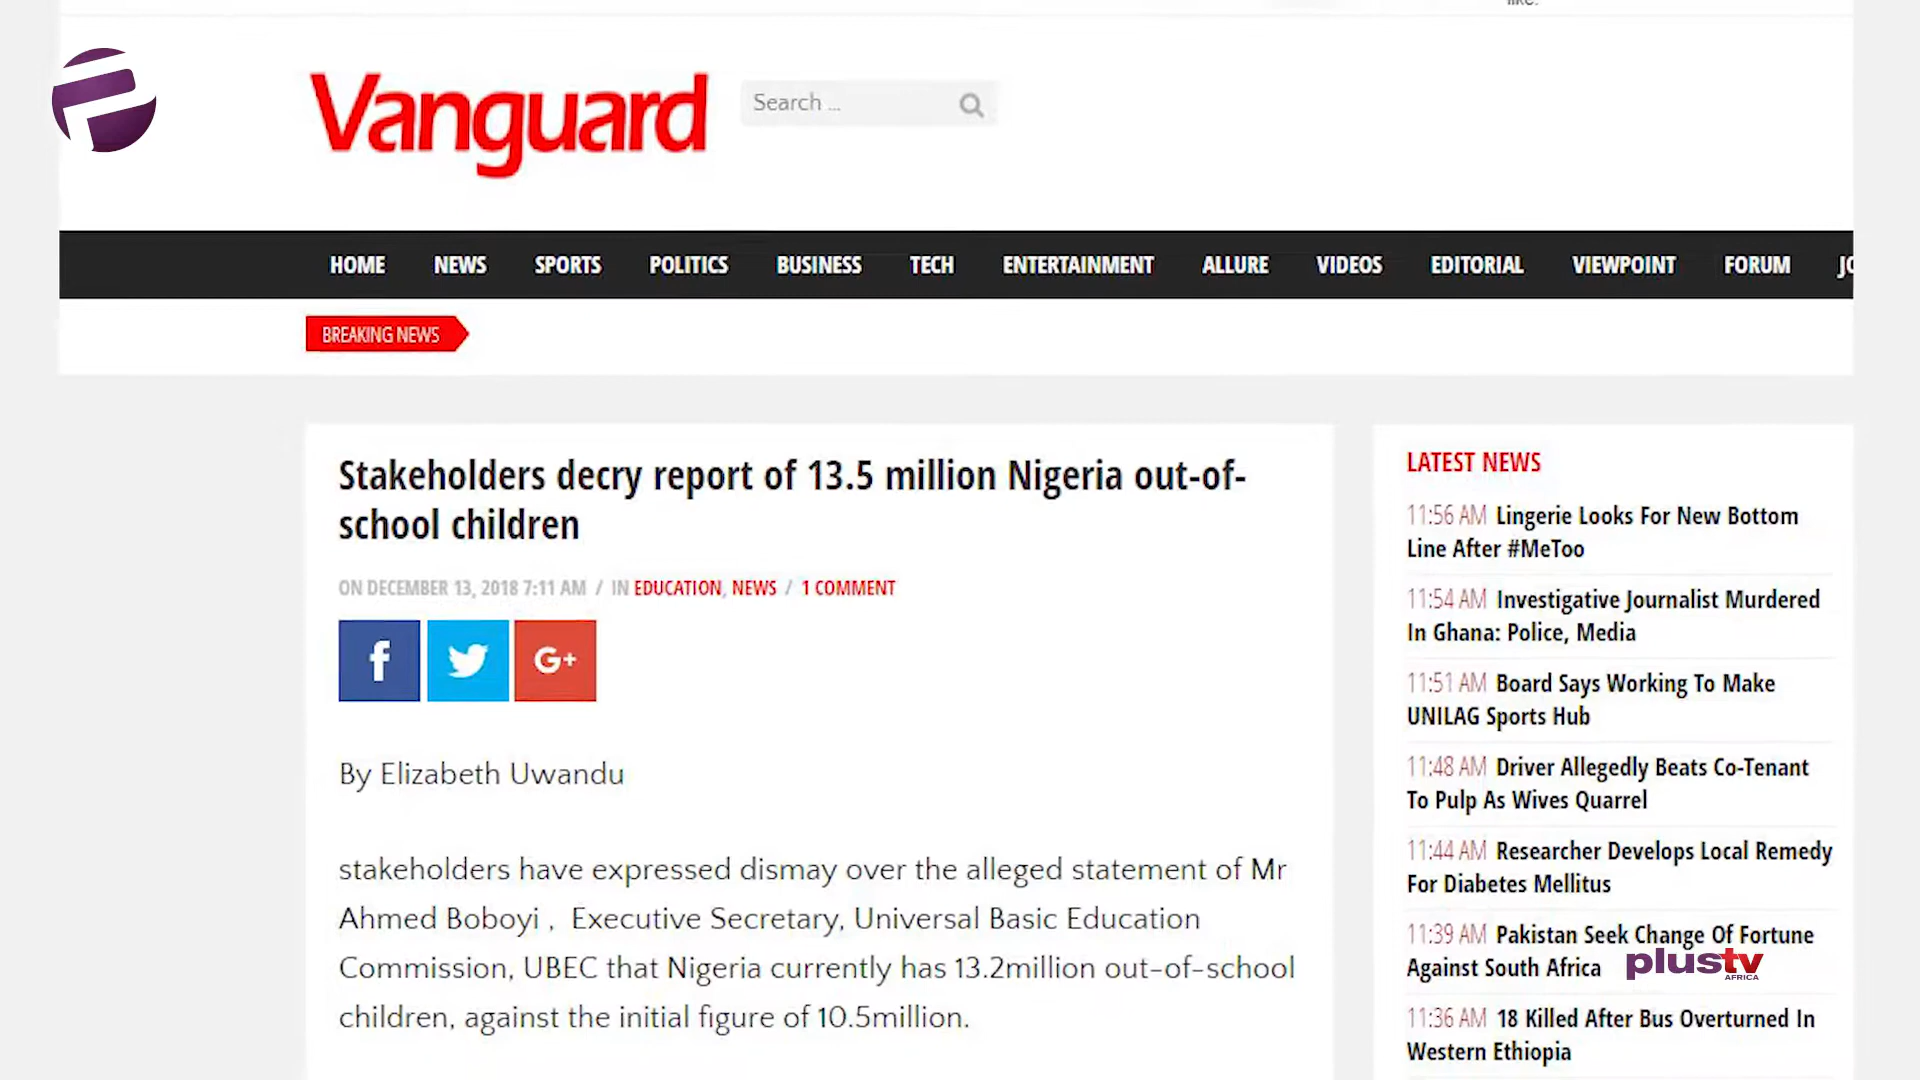 Vanguard
Search ...
HOME NEWS SPORTS POLITICS BUSINESS TECH ENTERTAINMENT ALLURE VIDEOS EDITORIAL VIEWPOINT FORUM
BREAKING NEWS
Stakeholders decry report of 13.5 million Nigeria out-of-
school children
ON DECEMBER 13, 2018 7:11 AM / IN EDUCATION, NEWS / 1 COMMENT
f G+
By Elizabeth Uwandu
stakeholders have expressed dismay over the alleged statement of Mr
Ahmed Boboyi , Executive Secretary, Universal Basic Education
Commission, UBEC that Nigeria currently has 13.2million out-of-school
children, against the initial figure of 10.5million.
LATEST NEWS
11:56 AM Lingerie Looks For New Bottom
Line After #MeToo
11:54 AM Investigative Journalist Murdered
In Ghana: Police, Media
11:51 AM Board Says Working To Make
UNILAG Sports Hub
11:48 AM Driver Allegedly Beats Co-Tenant
To Pulp As Wives Quarrel
11:44 AM Researcher Develops Local Remedy
For Diabetes Mellitus
11:39 AM Pakistan Seek Change Of Fortune
Against South Africa
plustv
AFRICA
11:36 AM 18 Killed After Bus Overturned In
Western Ethiopia